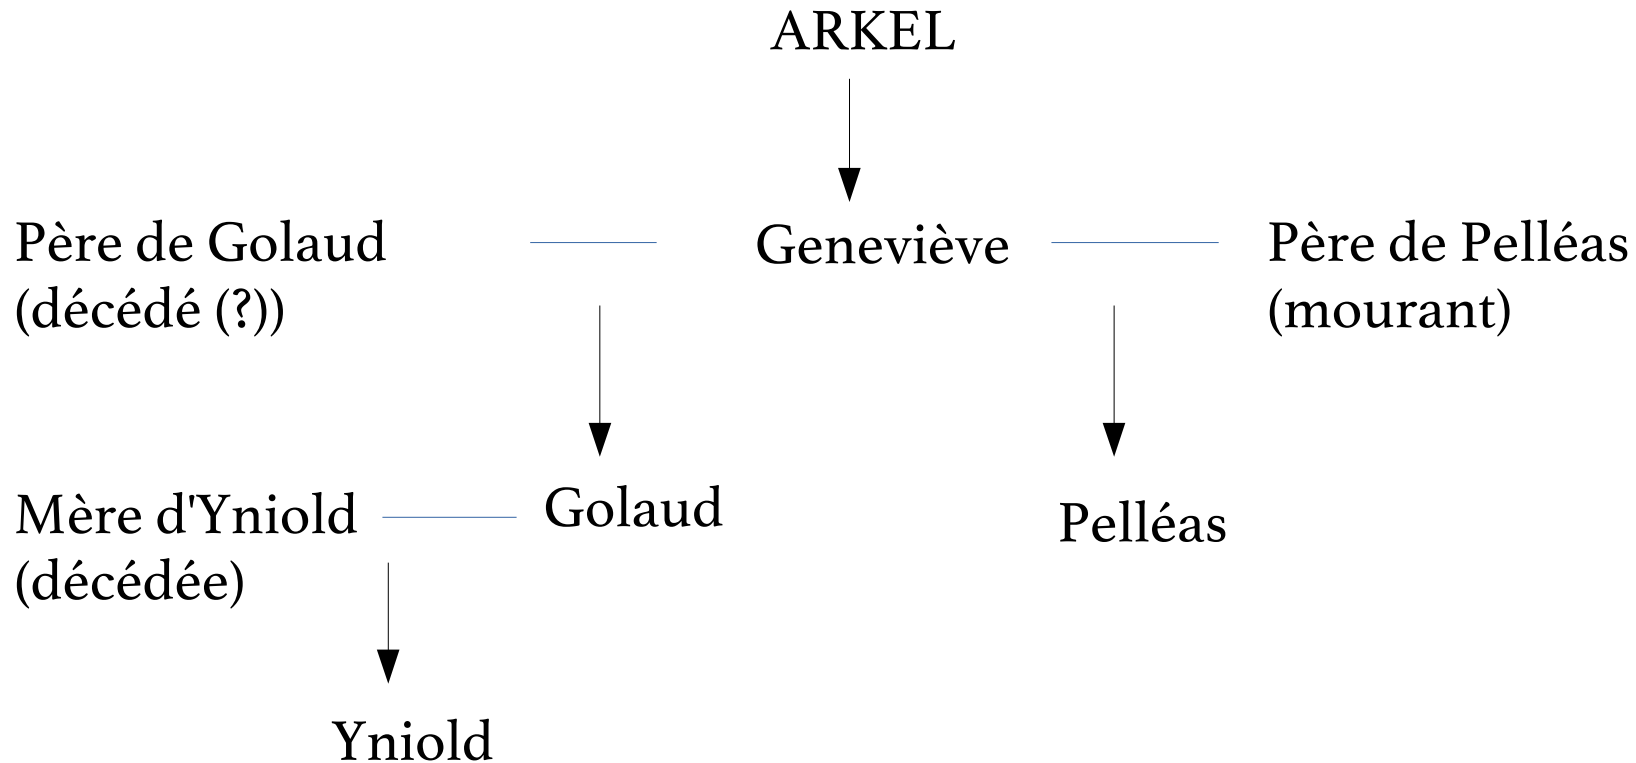 ARKEL
Père de Golaud
(décédé (?))
Geneviève
Père de Pelléas
(mourant)
Mère d'Yniold
(décédée)
Golaud
Pelléas
Yniold